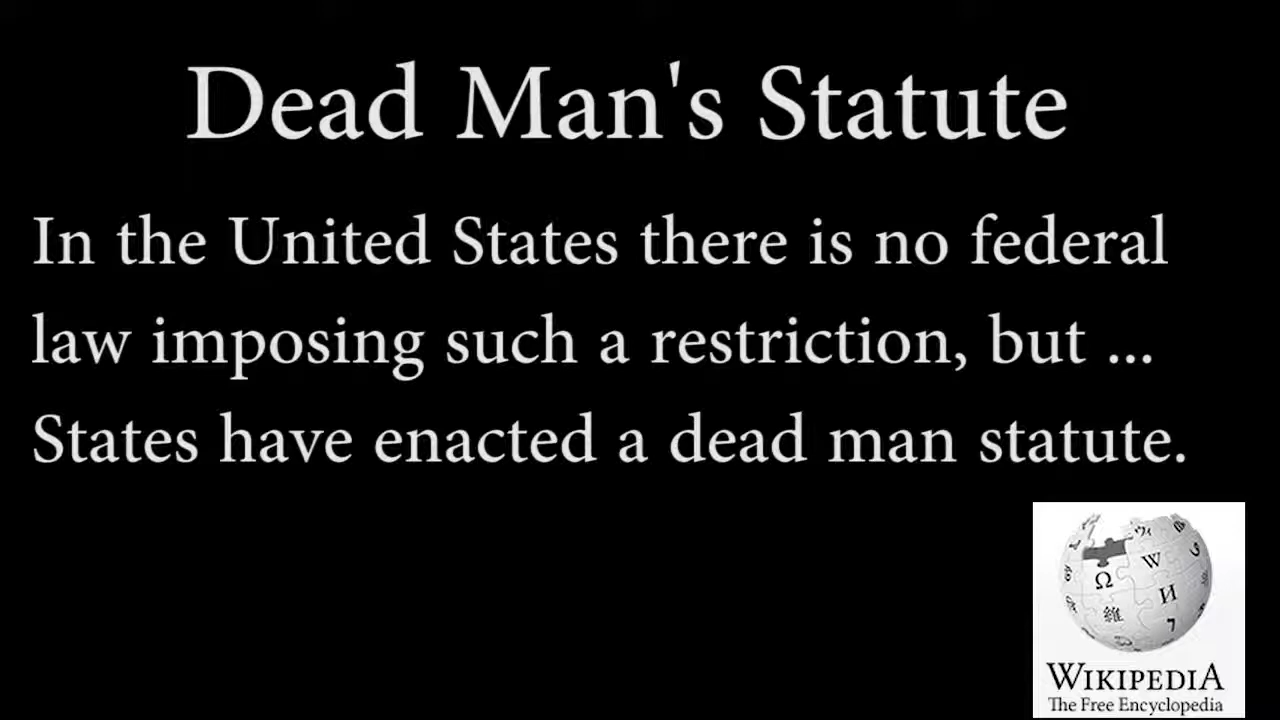 Dead Man's Statute
In the United States there is no federal
law imposing such a restriction, but ...
States have enacted a dead man statute.
Ω
W
И
維
WIKIPEDIA
The Free Encyclopedia